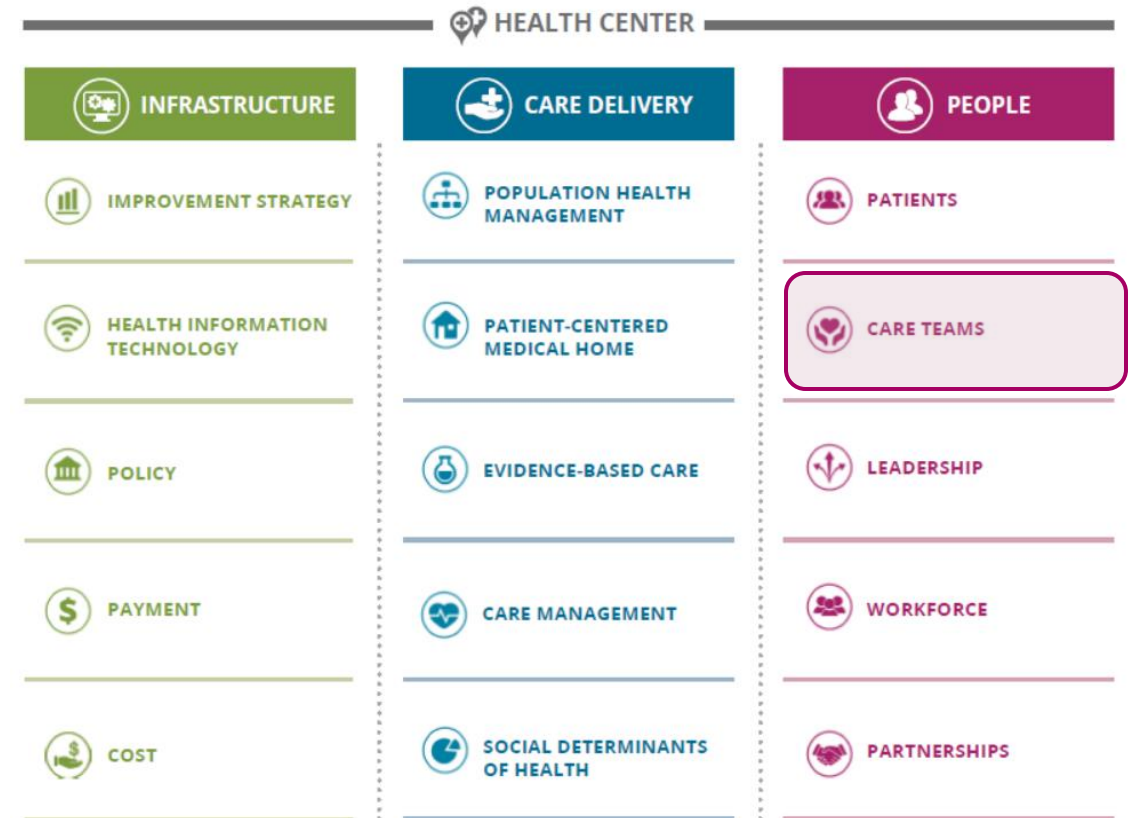 HEALTH CENTER
INFRASTRUCTURE
IMPROVEMENT STRATEGY
HEALTH INFORMATION
TECHNOLOGY
POLICY
$
PAYMENT
$
COST
CARE DELIVERY
POPULATION HEALTH
MANAGEMENT
PATIENT-CENTERED
MEDICAL HOME
EVIDENCE-BASED CARE
CARE MANAGEMENT
SOCIAL DETERMINANTS
OF HEALTH
PEOPLE
PATIENTS
CARE TEAMS
LEADERSHIP
WORKFORCE
PARTNERSHIPS